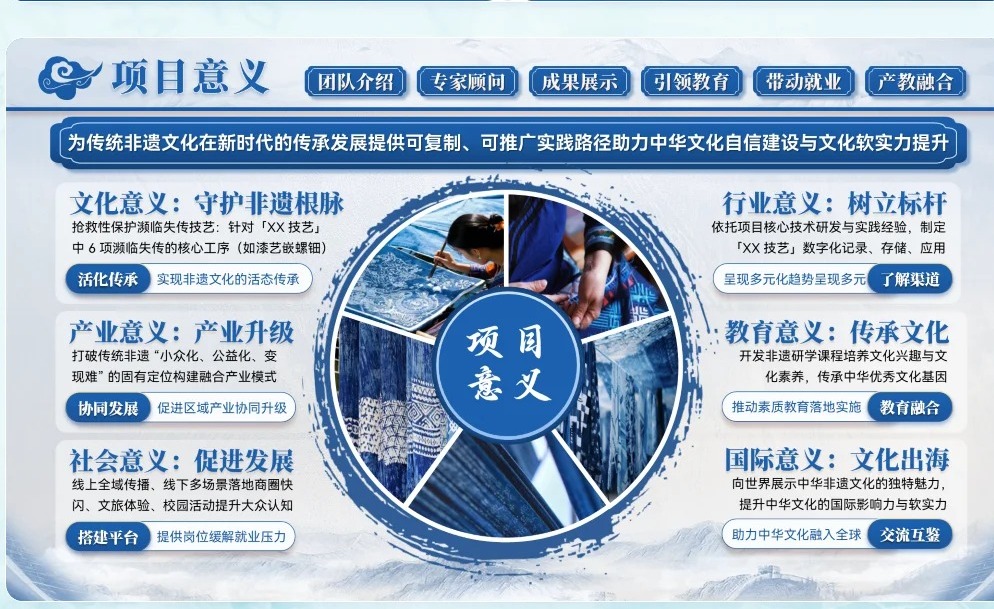 项目意义
团队介绍
专家顾问
成果展示
引领教育
带动就业
产教融合
为传统非遗文化在新时代的传承发展提供可复制、可推广实践路径助力中华文化自信建设与文化软实力提升
文化意义：守护非遗根脉
抢救性保护濒临失传技艺：针对「XX 技艺」
中 6 项濒临失传的核心工序（如漆艺嵌螺钿）
活化传承 实现非遗文化的活态传承
产业意义：产业升级
打破传统非遗 “小众化、公益化、变
现难” 的固有定位构建融合产业模式
协同发展 促进区域产业协同升级
社会意义：促进发展
线上全域传播、线下多场景落地商圈快
闪、文旅体验、校园活动提升大众认知
搭建平台 提供岗位缓解就业压力
项目
意义
行业意义：树立标杆
依托项目核心技术研发与实践经验，制定
「XX 技艺」数字化记录、存储、应用
呈现多元化趋势呈现多元 了解渠道
教育意义：传承文化
开发非遗研学课程培养文化兴趣与文
化素养，传承中华优秀文化基因
推动素质教育落地实施 教育融合
国际意义：文化出海
向世界展示中华非遗文化的独特魅力，
提升中华文化的国际影响力与软实力
助力中华文化融入全球 交流互鉴